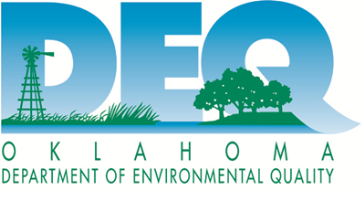 DEQ
OKLAHOMA
DEPARTMENT OF ENVIRONMENTAL QUALITY